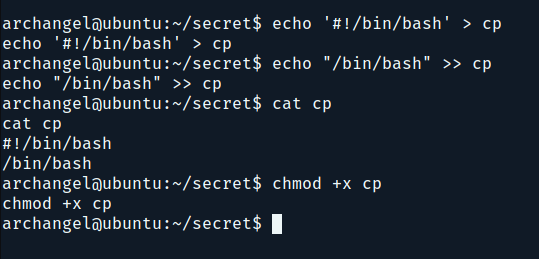 archangel@ubuntu:~/secret$ echo '#!/bin/bash' > cp
echo '#!/bin/bash' > cp
archangel@ubuntu:~/secret$ echo "/bin/bash" >> cp
echo "/bin/bash" >> cp
archangel@ubuntu:~/secret$ cat cp
cat cp
#!/bin/bash
/bin/bash
archangel@ubuntu:~/secret$ chmod +x cp
chmod +x cp
archangel@ubuntu:~/secret$